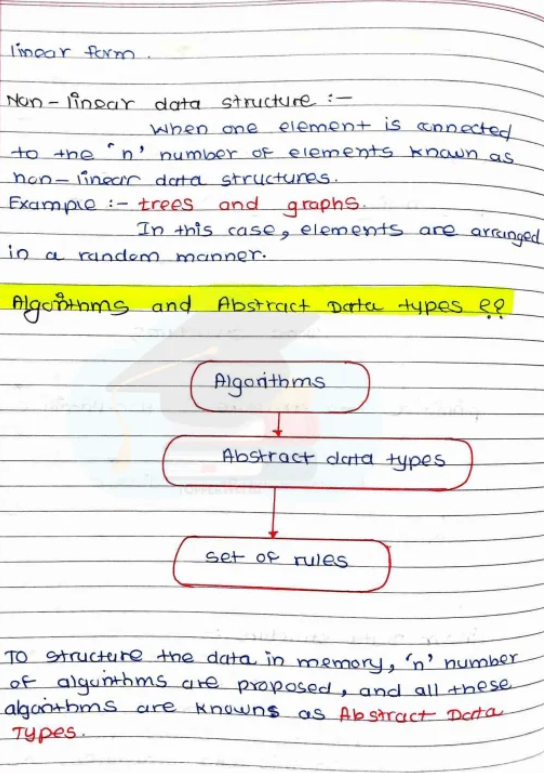 linear form.
Non-linear data structure :-
When one element is connected
to the 'n' number of elements known as
non-linear data structures.
Example :- trees and graphs.
In this case, elements are arranged
in a random manner.
Algorithms and Abstract Data types ??
Algorithms
Abstract data types
set of rules
To structure the data in memory, 'n' number
of algorithms are proposed, and all these
algorithms are knowns as Abstract Data
Types.